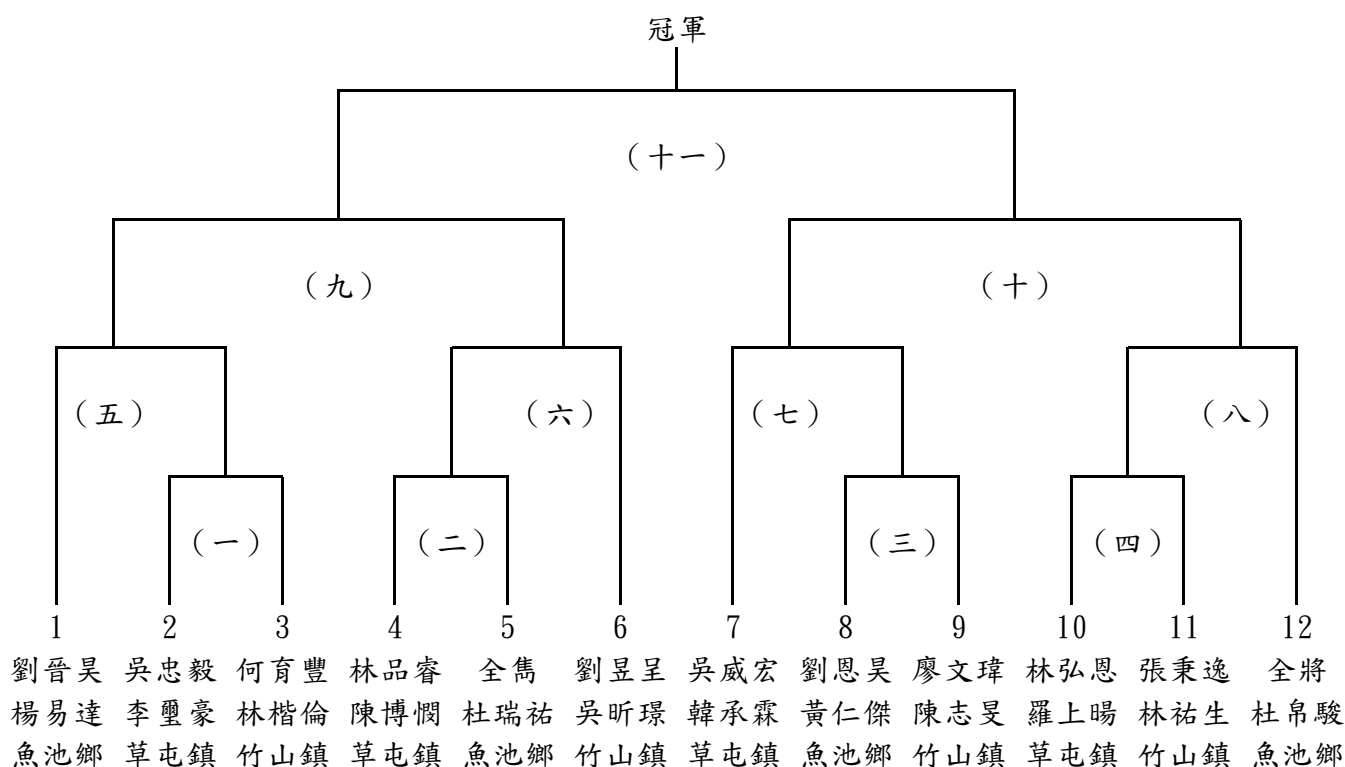 冠軍
（十一）
（九） （十）
（五） （六） （七） （八）
（一） （二） （三） （四）
1 2 3 4 5 6 7 8 9 10 11 12
劉晉昊 吳忠毅 何育豐 林品睿 全雋 劉昱呈 吳威宏 劉恩昊 廖文瑋 林弘恩 張秉逸 全將
楊易達 李璽豪 林楷倫 陳博憫 杜瑞祐 吳昕璟 韓承霖 黃仁傑 陳志旻 羅上暘 林祐生 杜帛駿
魚池鄉 草屯鎮 竹山鎮 草屯鎮 魚池鄉 竹山鎮 草屯鎮 魚池鄉 竹山鎮 草屯鎮 竹山鎮 魚池鄉